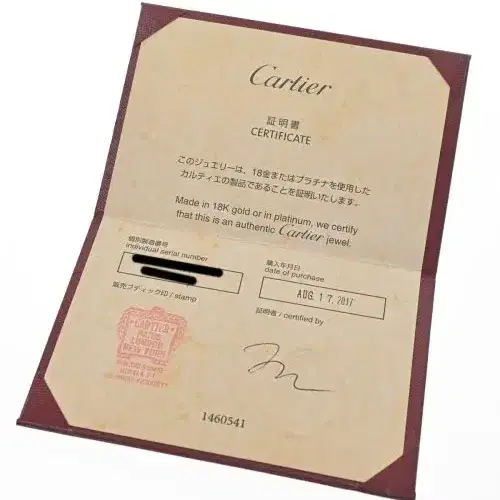 Cartier
証明書
CERTIFICATE
このジュエリーは、18金またはプラチナを使用した
カルティエの製品であることを証明いたします。
Made in 18K gold or in platinum, we certify
that this is an authentic Cartier jewel.
個別製造番号
individual serial number
購入年月日
date of purchase
AUG. 17. 2017
販売ブティック印 / stamp
証明者 / certified by
CARTIER
PARIS
LONDON
NEW YORK
1460541